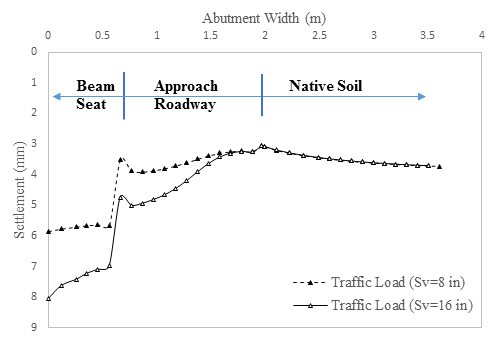 Abutment Width (m)
0 0.5 1 1.5 2 2.5 3 3.5 4
0
1
2
3
4
5
6
7
8
9
Settlement (mm)
Beam
Seat
Approach
Roadway
Native Soil
Traffic Load (Sv=8 in)
Traffic Load (Sv=16 in)